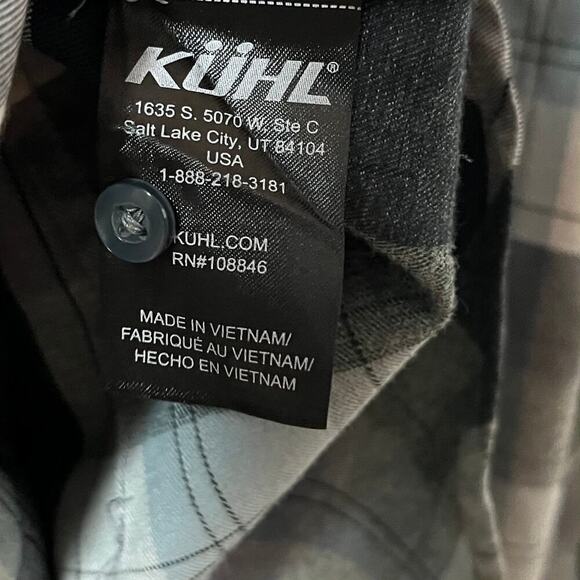 KÜHL®
1635 S. 5070 W. Ste C
Salt Lake City, UT 84104
USA
1-888-218-3181
KUHL.COM
RN#108846
MADE IN VIETNAM/
FABRIQUÉ AU VIETNAM/
HECHO EN VIETNAM